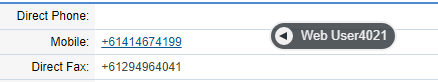 Direct Phone:
Mobile: +61414674199
Web User4021
Direct Fax: +61294964041